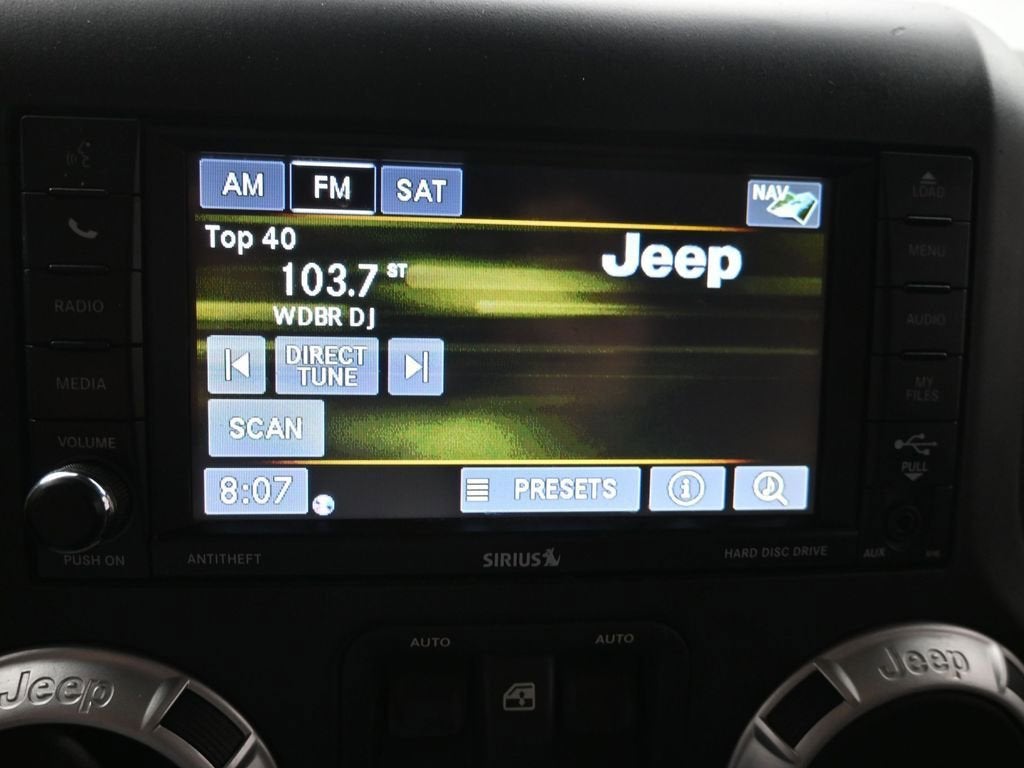 AM FM SAT
NAV
Top 40
Jeep
103.7 ST
WDBR DJ
DIRECT
TUNE
SCAN
8:07
PRESETS
RADIO
MEDIA
VOLUME
PUSH ON
LOAD
MENU
AUDIO
MY
FILES
PULL
AUX
ANTITHEFT
SIRIUS
HARD DISC DRIVE
AUTO
AUTO
Jeep
Jeep